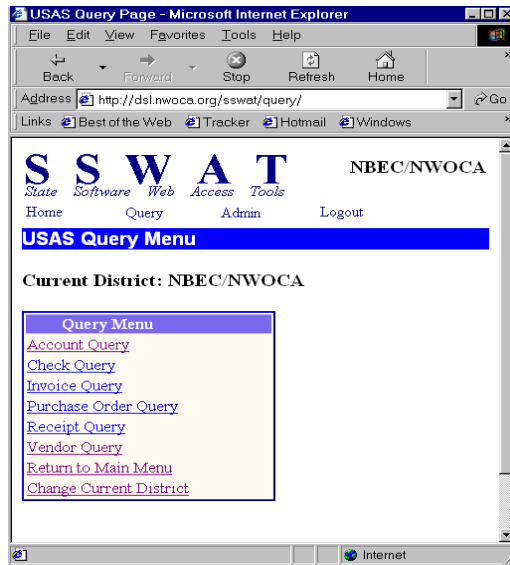 USAS Query Page - Microsoft Internet Explorer
File Edit View Favorites Tools Help
Back Forward Stop Refresh Home »
Address http://dsl.nwoca.org/sswat/query/ Go
Links Best of the Web Tracker Hotmail Windows »
S S W A T NBEC/NWOCA
State Software Web Access Tools
Home Query Admin Logout
USAS Query Menu
Current District: NBEC/NWOCA
Query Menu
Account Query
Check Query
Invoice Query
Purchase Order Query
Receipt Query
Vendor Query
Return to Main Menu
Change Current District
Internet